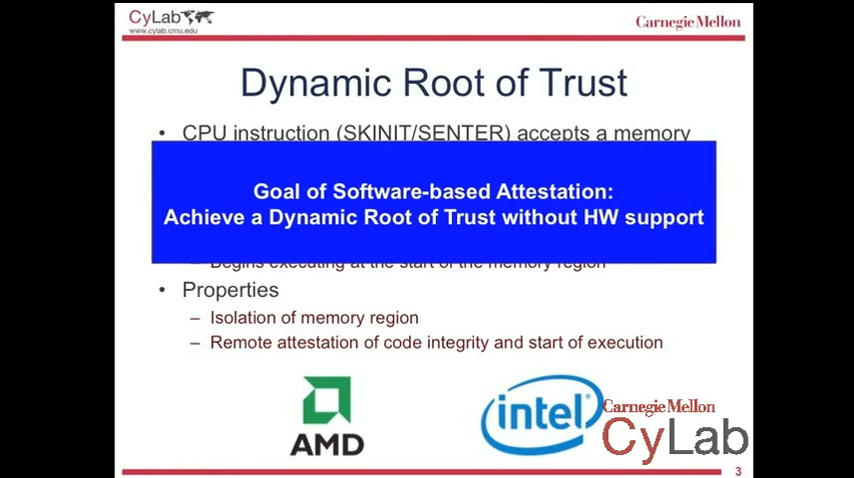 CyLab
www.cylab.cmu.edu
Carnegie Mellon
Dynamic Root of Trust
• CPU instruction (SKINIT/SENTER) accepts a memory
Goal of Software-based Attestation:
Achieve a Dynamic Root of Trust without HW support
– Begins executing at the start of the memory region
• Properties
– Isolation of memory region
– Remote attestation of code integrity and start of execution
AMD
intel
Carnegie Mellon
CyLab
3